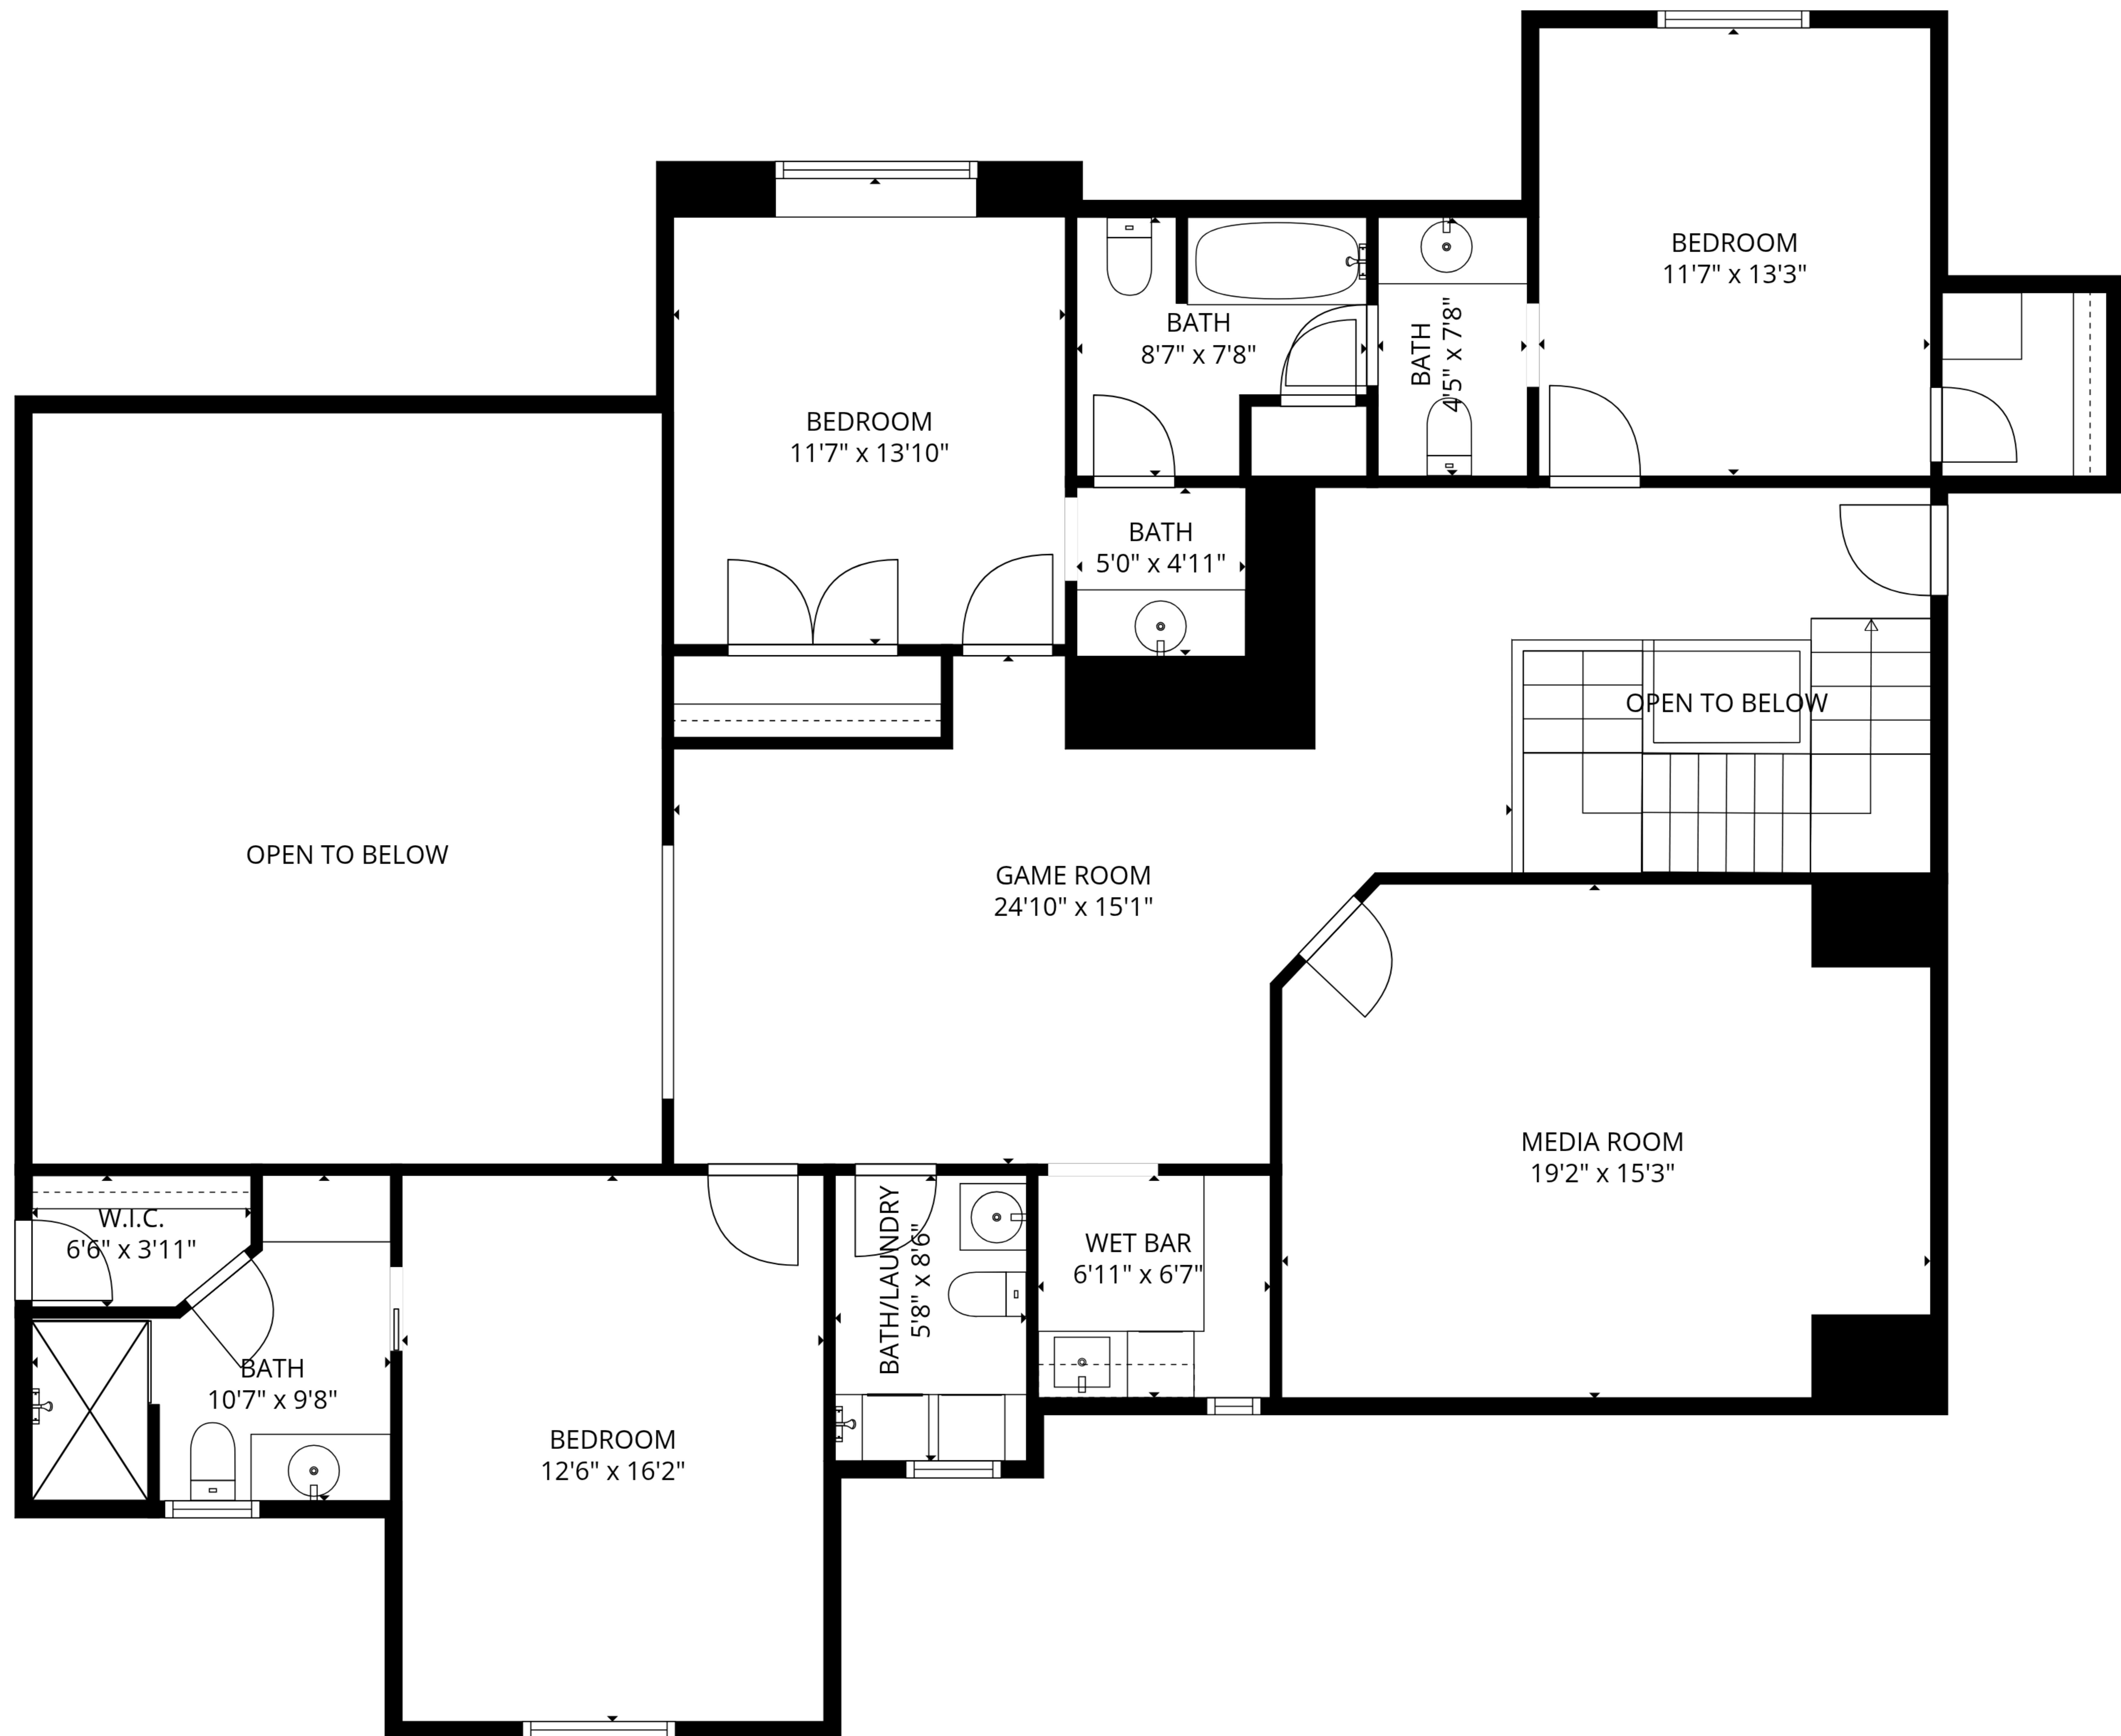 BEDROOM
11'7" x 13'3"
BATH
8'7" x 7'8"
BATH
4'5" x 7'8"
BEDROOM
11'7" x 13'10"
BATH
5'0" x 4'11"
OPEN TO BELOW
OPEN TO BELOW
GAME ROOM
24'10" x 15'1"
MEDIA ROOM
19'2" x 15'3"
W.I.C.
6'6" x 3'11"
BATH/LAUNDRY
5'8" x 8'6"
WET BAR
6'11" x 6'7"
BATH
10'7" x 9'8"
BEDROOM
12'6" x 16'2"